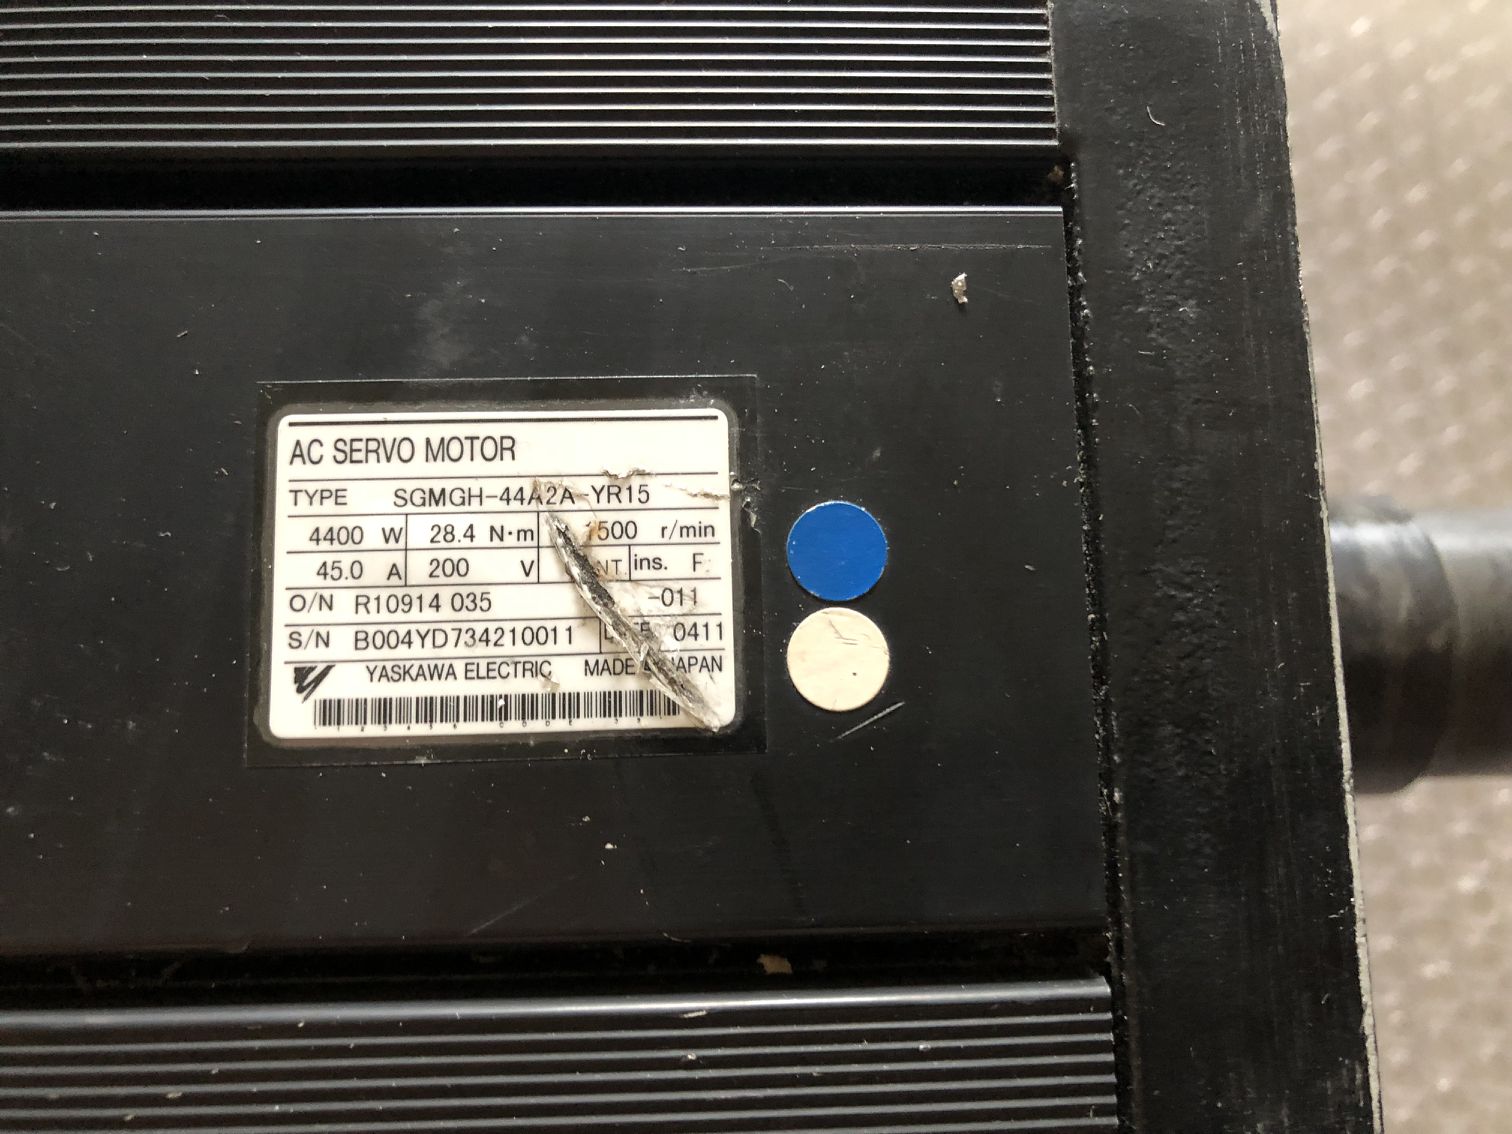 AC SERVO MOTOR
TYPE SGMGH-44A2A-YR15
4400 W 28.4 N·m 1500 r/min
45.0 A 200 V ins. F
O/N R10914 035 -011
S/N B004YD734210011 0411
YASKAWA ELECTRIC MADE JAPAN